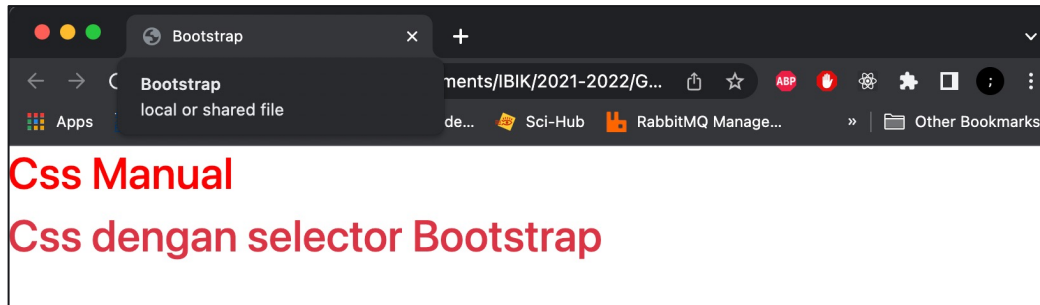 Bootstrap
Bootstrap
local or shared file
ments/IBIK/2021-2022/G...
ABP
;
Apps
de...
Sci-Hub
RabbitMQ Manage...
»
Other Bookmarks
Css Manual
Css dengan selector Bootstrap